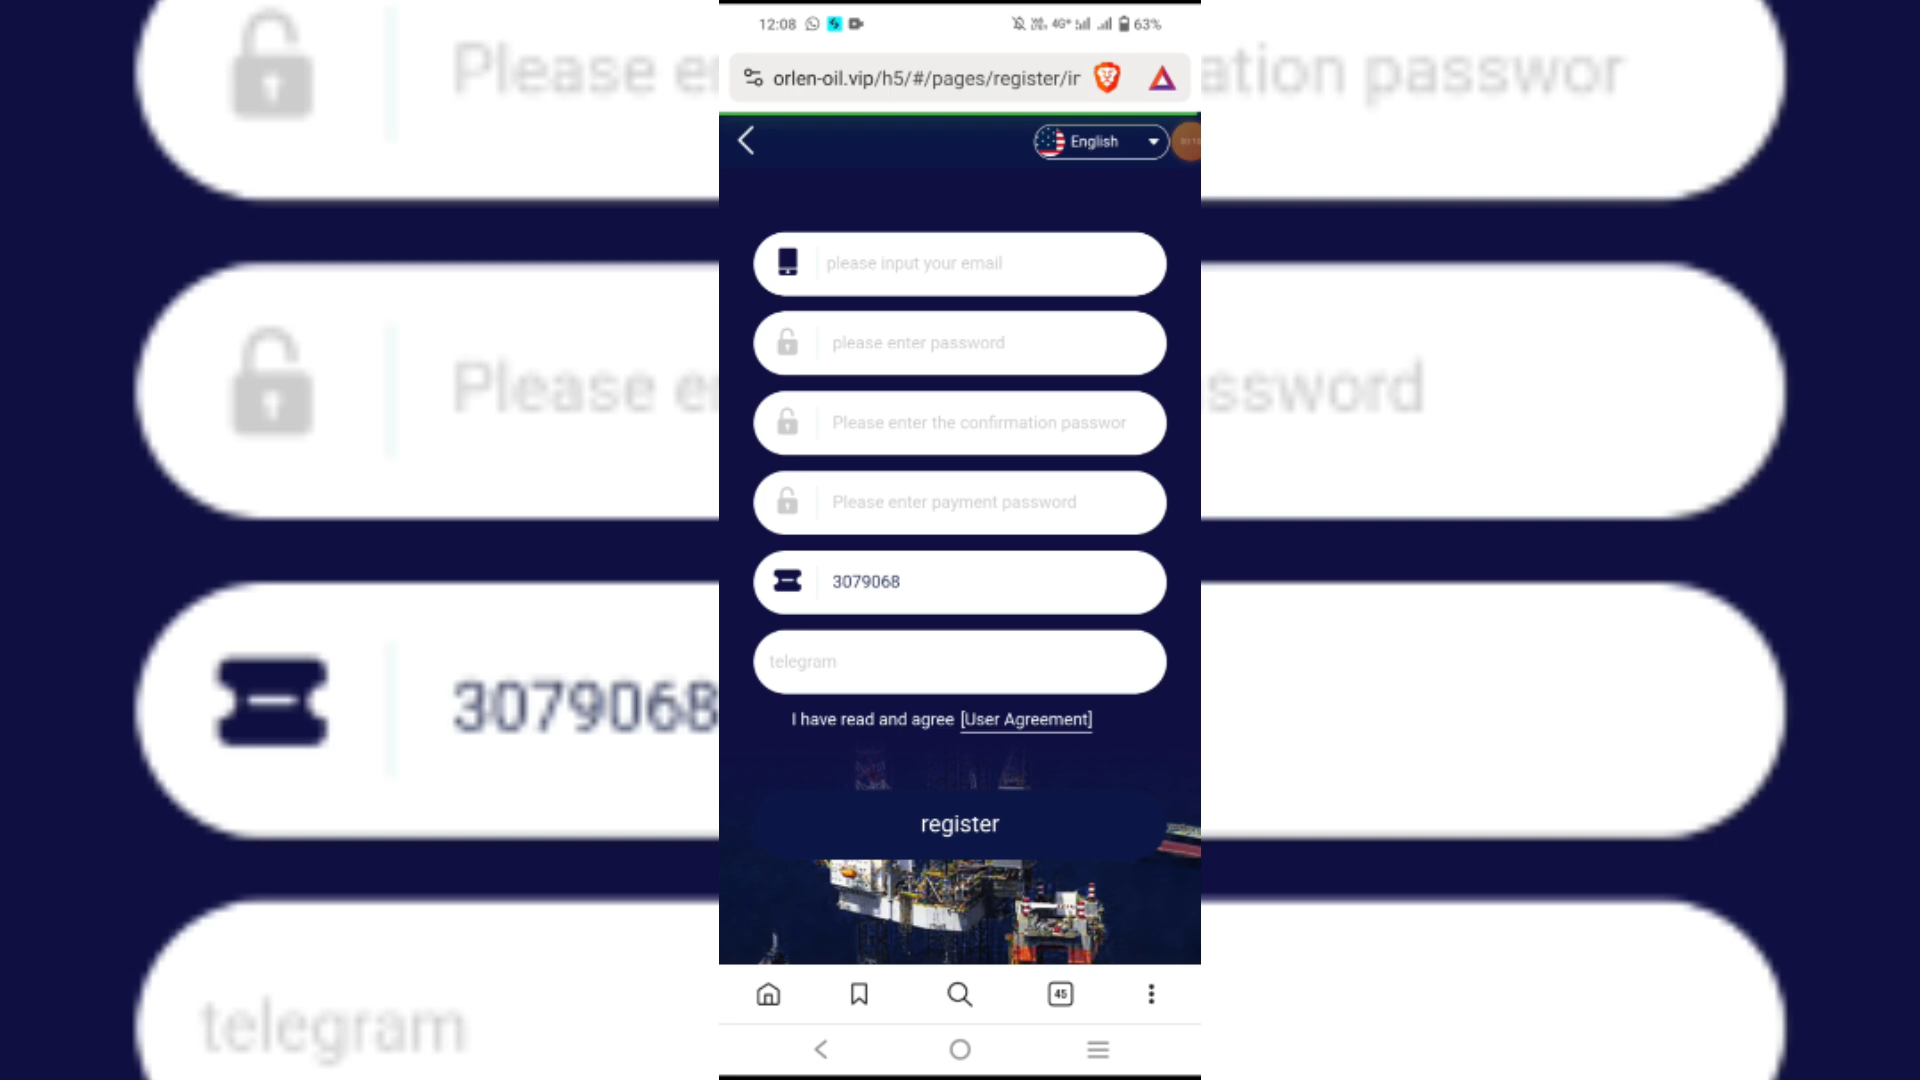 12:08 4G+ 63%
orlen-oil.vip/h5/#/pages/register/ir
English
please input your email
please enter password
Please enter the confirmation passwor
Please enter payment password
3079068
telegram
I have read and agree [User Agreement]
register
45
Please e
ation passwor
Please e
ssword
3079068
telegram